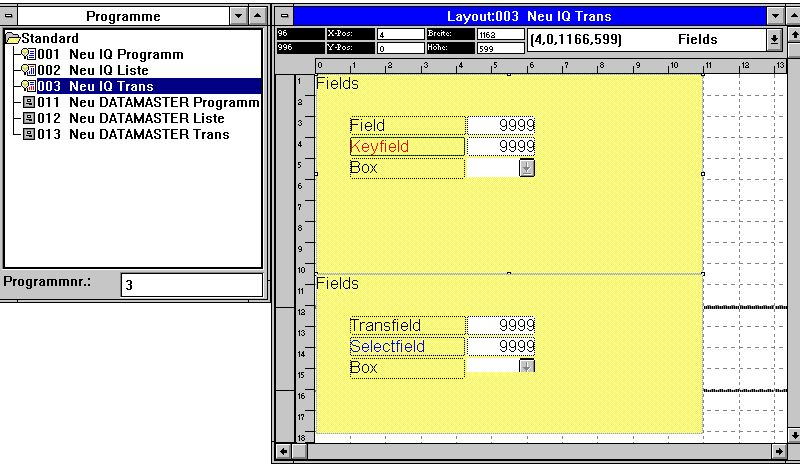 Programme
Standard
001 Neu IQ Programm
002 Neu IQ Liste
003 Neu IQ Trans
011 Neu DATAMASTER Programm
012 Neu DATAMASTER Liste
013 Neu DATAMASTER Trans
Programmnr.: 3
Layout:003 Neu IQ Trans
96 X-Pos: 4 Breite: 1162
996 Y-Pos: 0 Höhe: 599
(4,0,1166,599) Fields
0 1 2 3 4 5 6 7 8 9 10 11 12 13
1
2
3
4
5
6
7
8
9
10
11
12
13
14
15
16
17
18
Fields
Field 9999
Keyfield 9999
Box
Fields
Transfield 9999
Selectfield 9999
Box